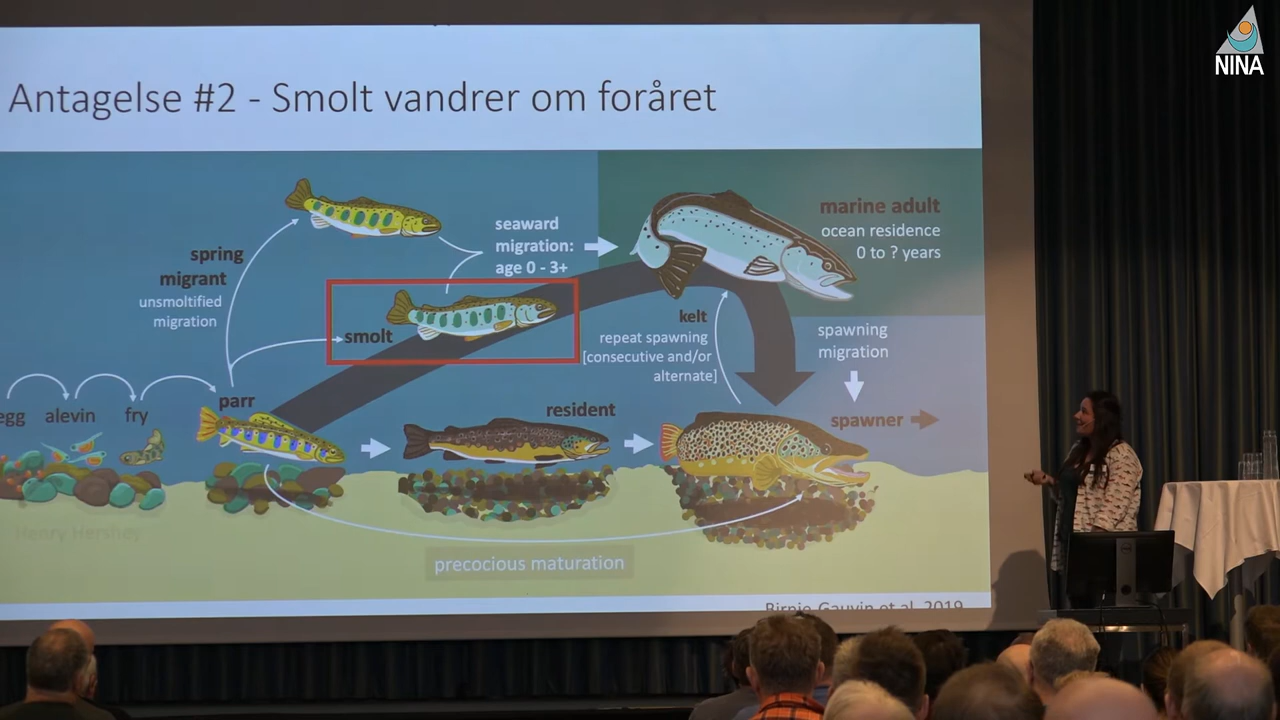 NINA
Antagelse #2 - Smolt vandrer om foråret
spring
migrant
unsmoltified
migration
seaward
migration:
age 0 - 3+
marine adult
ocean residence
0 to ? years
smolt
kelt
repeat spawning
[consecutive and/or
alternate]
spawning
migration
egg
alevin
fry
parr
resident
spawner
precocious maturation
Henry Hershey
Birnie-Gauvin et al. 2019